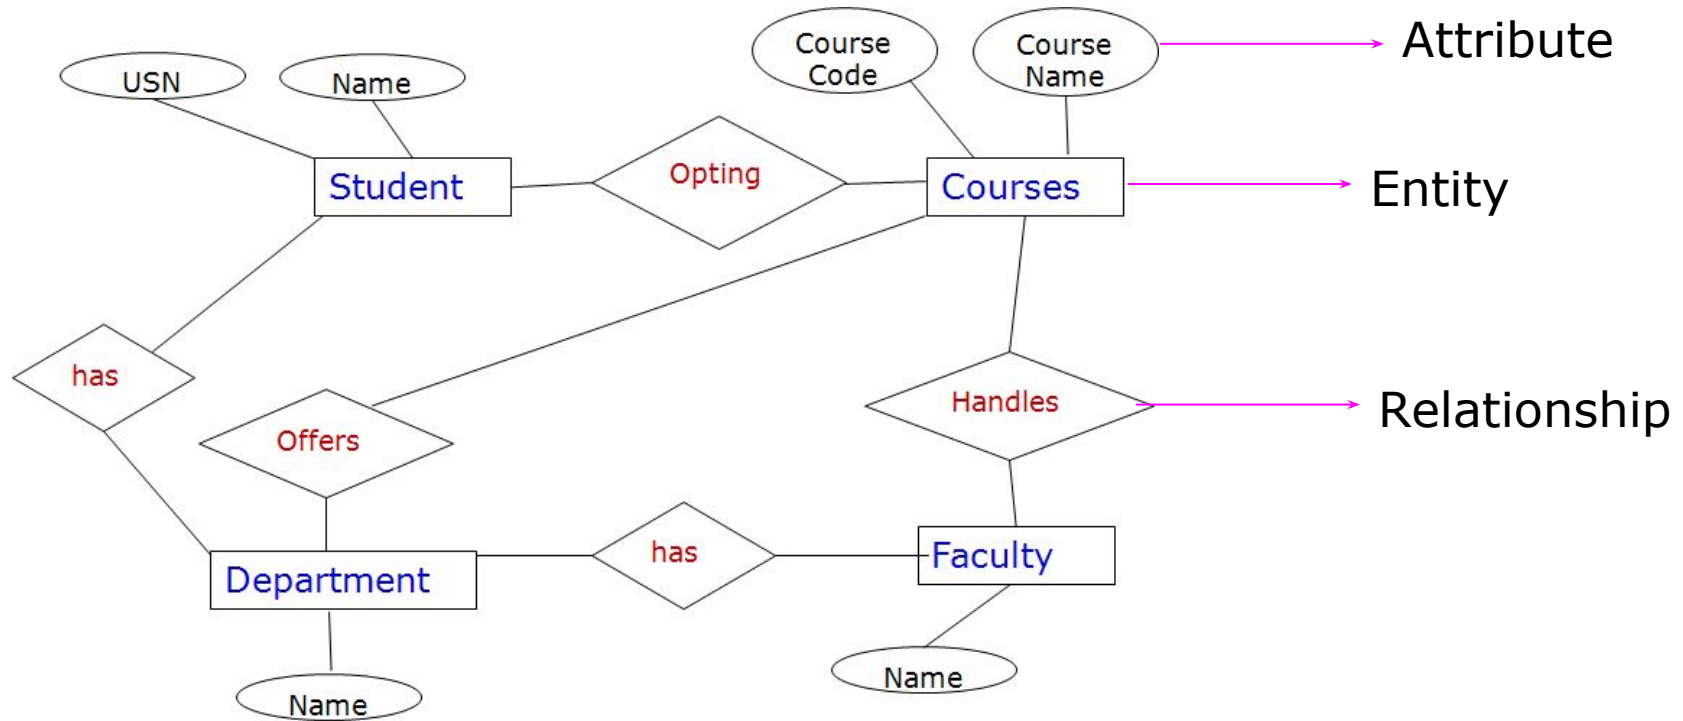 Course
Code
Course
Name
Attribute
USN
Name
Student
Opting
Courses
Entity
has
Offers
Handles
Relationship
Department
has
Faculty
Name
Name